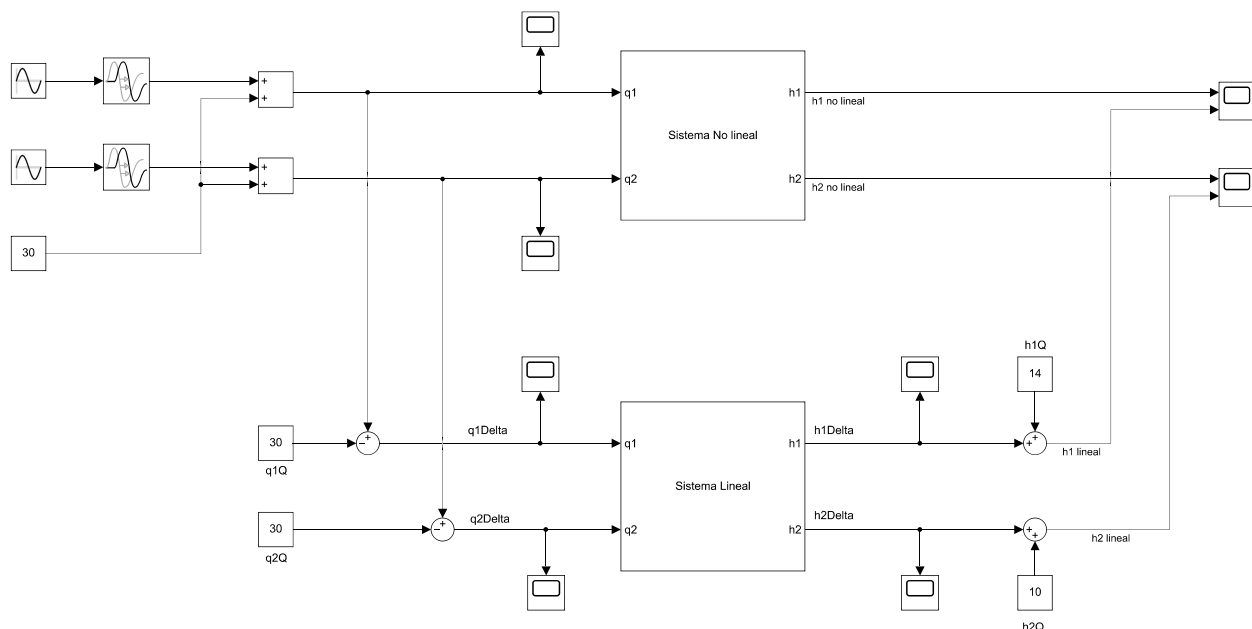 +
+
q1
h1
h1 no lineal
Sistema No lineal
+
+
q2
h2
h2 no lineal
30
h1Q
14
30
q1Q
+
−
q1Delta
q1
h1
h1Delta
+
+
h1 lineal
Sistema Lineal
30
q2Q
+
−
q2Delta
q2
h2
h2Delta
+
+
h2 lineal
10
h2Q